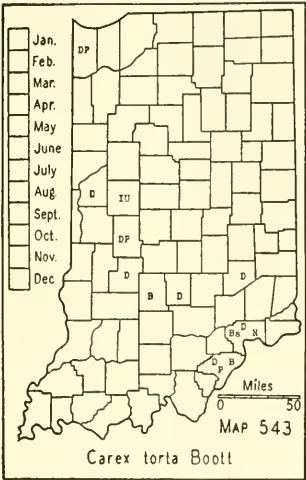 Jan.
Feb.
Mar.
Apr.
May
June
July
Aug.
Sept.
Oct.
Nov.
Dec
DP
D
IU
DP
D
B
D
D
Ba
D
N
D
B
P
Miles
0
50
MAP 543
Carex torta Boott